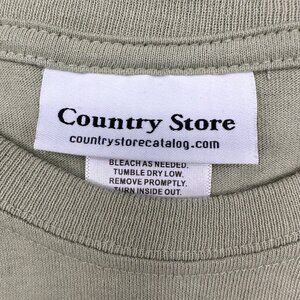 Country Store
countrystorecatalog.com
BLEACH AS NEEDED.
TUMBLE DRY LOW.
REMOVE PROMPTLY.
TURN INSIDE OUT.